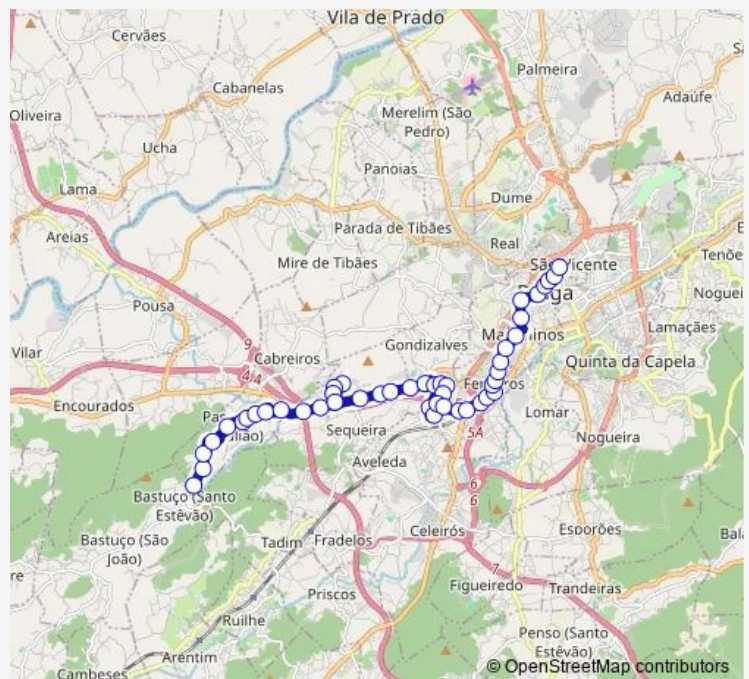 Vila de Prado
Cervães
Palmeira
Cabanelas
Adaúfe
Oliveira
Merelim (São
Pedro)
Ucha
Panoias
Lama
Dume
Parada de Tibães
Areias
Real
Mire de Tibães
São Vicente
Tenõe
Pousa
Braga
Noguei
9
Maximinos
Lamaçães
Vilar
Gondizalves
Cabreiros
Quinta da Capela
4
4
Ferreiros
Encourados
Lomar
Sequeira
5A
Nogueira
Aveleda
6
6
Bastuço (Santo
Estêvão)
Celeirós
Esporões
Bastuço (São
João)
Tadim
Fradelos
7
Figueiredo
Trandeiras
Priscos
Ruilhe
Penso (Santo
Estêvão)
Arentim
Cambeses
© OpenStreetMap contributors